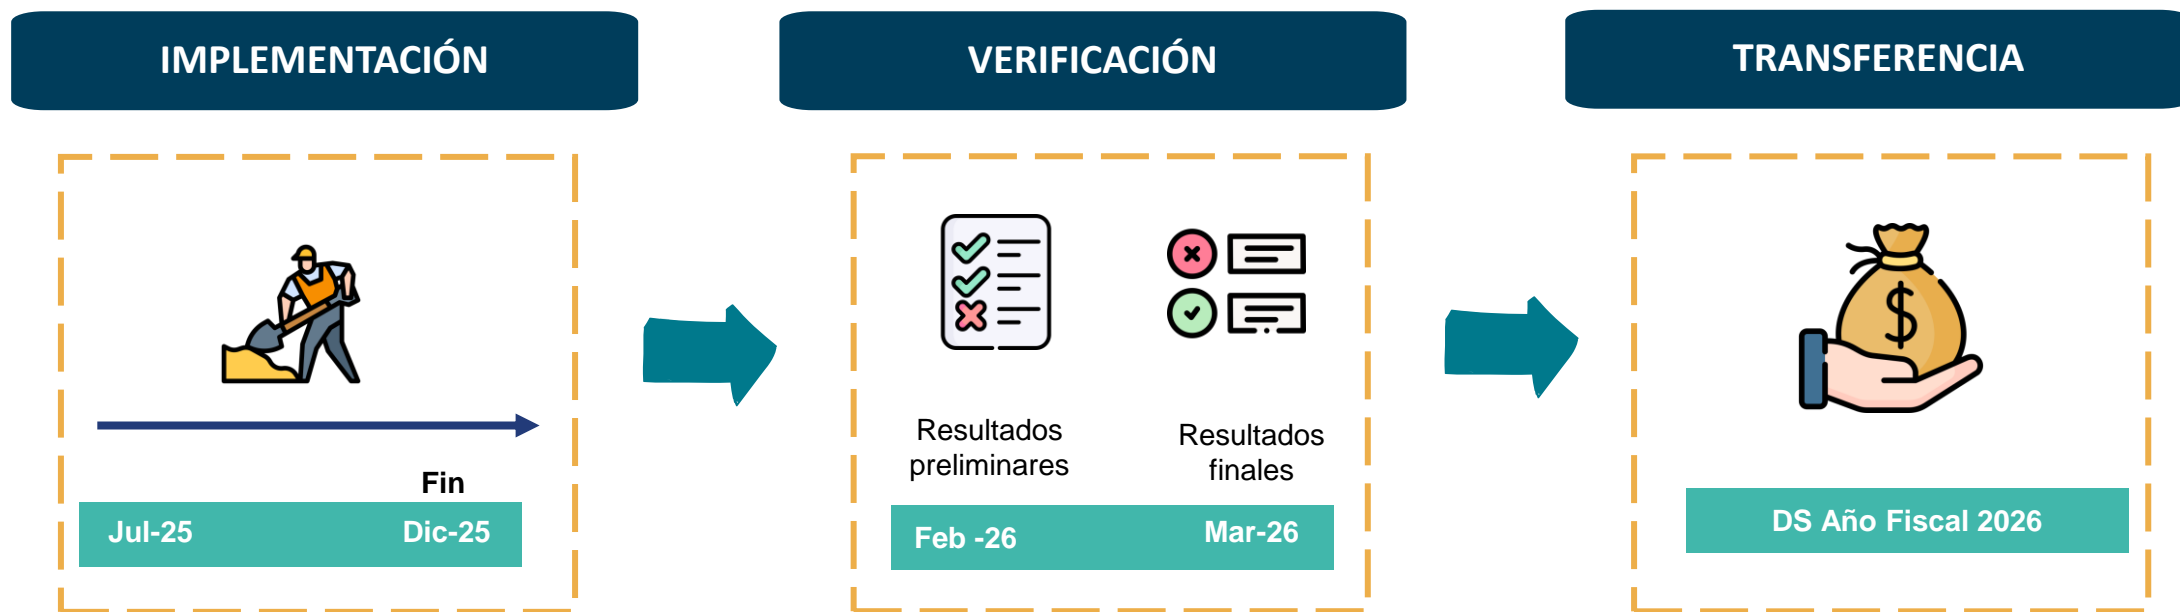 IMPLEMENTACIÓN
VERIFICACIÓN
TRANSFERENCIA
Fin
Jul-25
Dic-25
Resultados
preliminares
Resultados
finales
Feb -26
Mar-26
$
DS Año Fiscal 2026